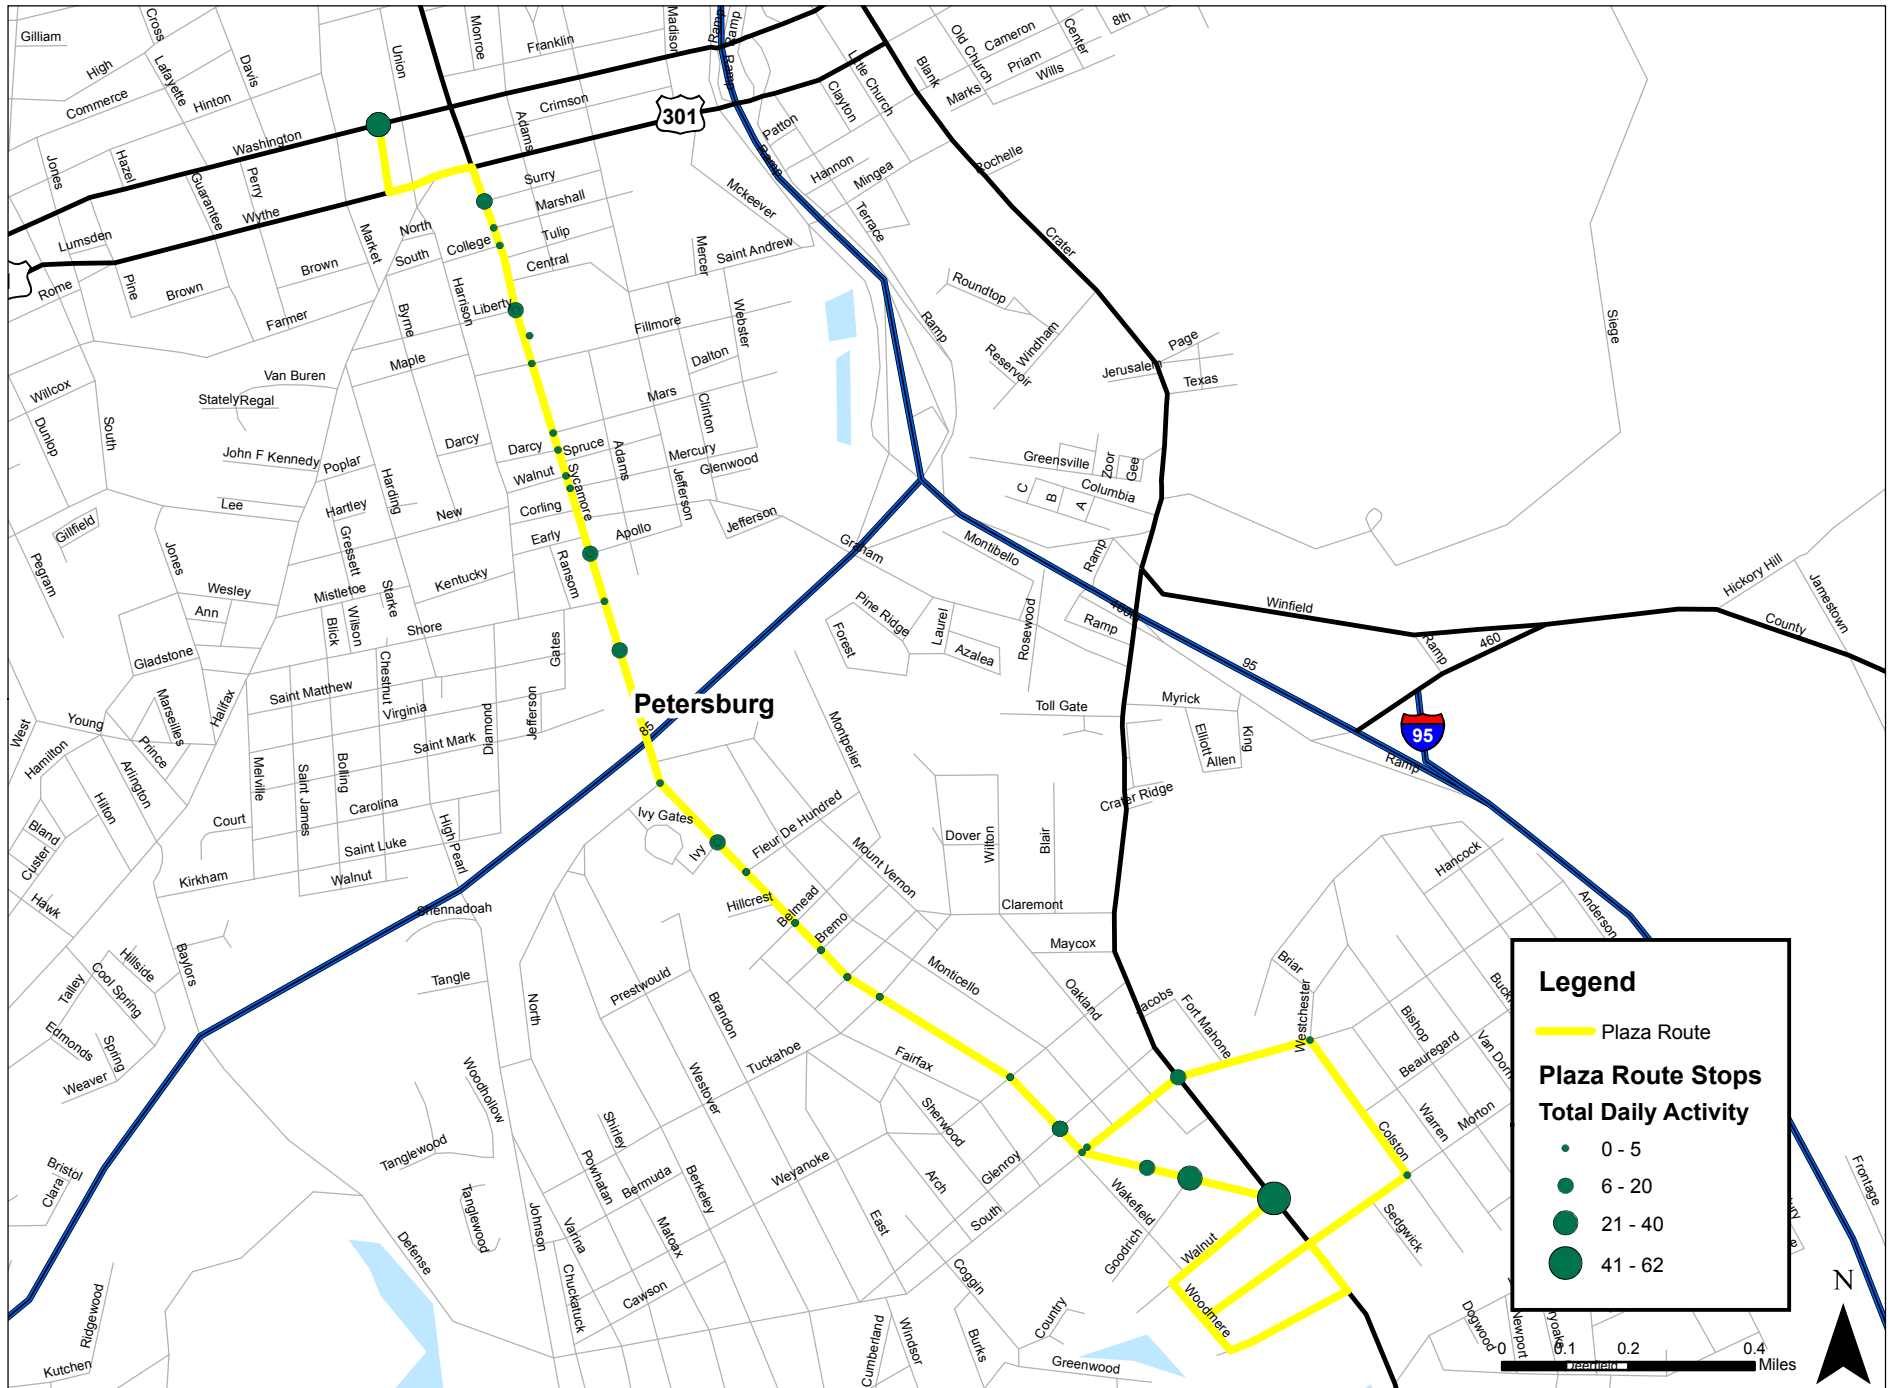 Gilliam
Cross
High
Lafayette
Davis
Commerce
Hinton
Union
Monroe
Franklin
Madison
Ramp
Ramp
Ramp
Crimson
Adams
301
Washington
Jones
Hazel
Guarantee
Perry
Wythe
Lumsden
Rome
Pine
Brown
Brown
Farmer
Market
North
South
College
Surry
Marshall
Tulip
Central
Harrison
Liberty
Byrne
Maple
Mckeever
Mercer
Saint Andrew
Webster
Fillmore
Dalton
Mars
Clinton
Little Church
Blank
Old Church
Cameron
Center
8th
Priam
Wills
Marks
Clayton
Patton
Ramp
Hannon
Mingea
Terrace
Rochelle
Crater
Roundtop
Ramp
Windham
Reservoir
Page
Jerusalem
Texas
Siege
Willcox
Dunlop
South
Van Buren
Stately
Regal
John F Kennedy
Poplar
Lee
Hartley
Harding
Darcy
Darcy
Spruce
Walnut
Sycamore
Adams
Mercury
Glenwood
Jefferson
Corling
New
Early
Apollo
Jefferson
Ransom
Gressett
Gillfield
Pegram
Jones
Wesley
Ann
Mistletoe
Blick
Wilson
Starke
Kentucky
Shore
Gates
Gladstone
Saint Matthew
Chestnut
Virginia
Saint Mark
Diamond
Jefferson
Halifax
Marseilles
Prince
Young
West
Hamilton
Arlington
Hilton
Bland
Custer
Hawk
Melville
Saint James
Bolling
Carolina
Court
Saint Luke
High Pearl
Kirkham
Walnut
Shennadoah
Greensville
Zoor
Gee
Columbia
C
B
A
Graham
Montibello
Ramp
460
Ramp
Winfield
Ramp
460
Hickory Hill
Jamestown
County
Pine Ridge
Forest
Laurel
Azalea
Rosewood
95
95
Ramp
Petersburg
85
Montpelier
Toll Gate
Myrick
Elliott
King
Allen
Crater Ridge
Ivy Gates
Ivy
Fleur De Hundred
Mount Vernon
Dover
Wilton
Blair
Hillcrest
Belmead
Bremo
Claremont
Maycox
Monticello
Oakland
Jacobs
Fort Mahone
Briar
Westchester
Hancock
Anderson
Bishop
Beauregard
Van Dorn
Warren
Morton
Colston
Sedgwick
Talley
Hillside
Cool Spring
Edmonds
Spring
Weaver
Baylors
Tangle
North
Prestwould
Brandon
Westover
Tuckahoe
Fairfax
Woodhollow
Tanglewood
Tanglewood
Shirley
Powhatan
Bermuda
Berkeley
Weyanoke
Sherwood
Arch
Glenroy
South
East
Wakefield
Goodrich
Walnut
Woodmere
Johnson
Varina
Matoax
Chuckatuck
Cawson
Defense
Bristol
Clara
Ridgewood
Kutchen
Cumberland
Windsor
Coggin
Burks
Country
Greenwood
Dogwood
Newport
Deerfield
Frontage
Legend
Plaza Route
Plaza Route Stops
Total Daily Activity
0 - 5
6 - 20
21 - 40
41 - 62
N
0 0.1 0.2 0.4
Miles